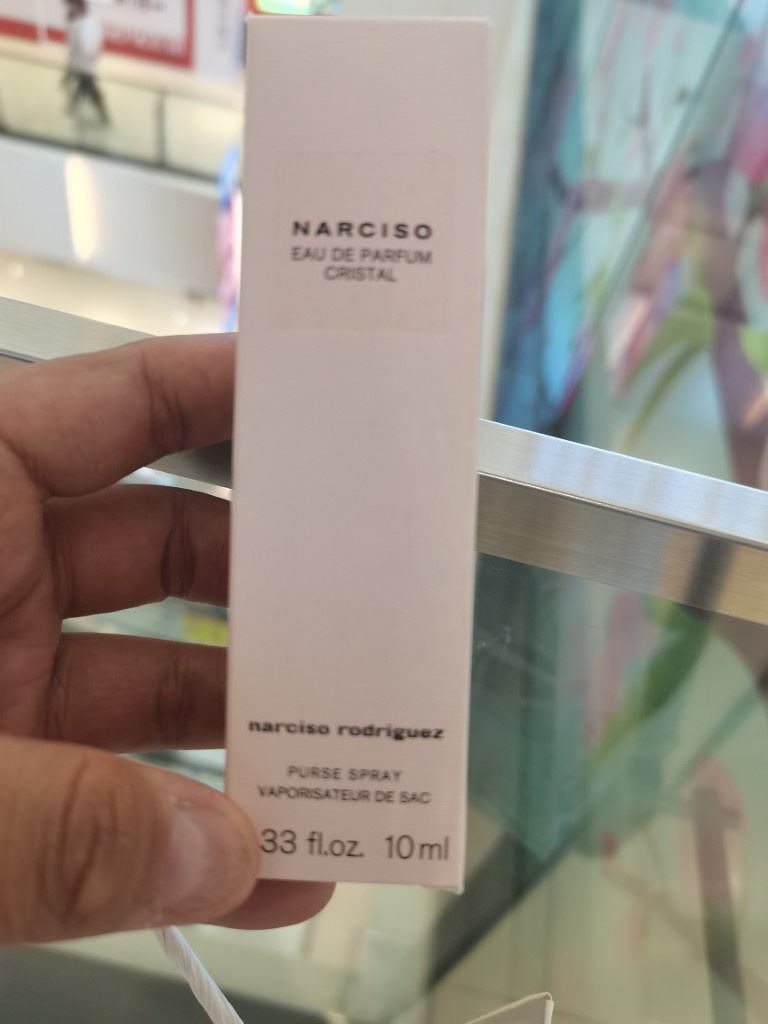 NARCISO
EAU DE PARFUM
CRISTAL
narciso rodriguez
PURSE SPRAY
VAPORISATEUR DE SAC
33 fl.oz. 10 ml